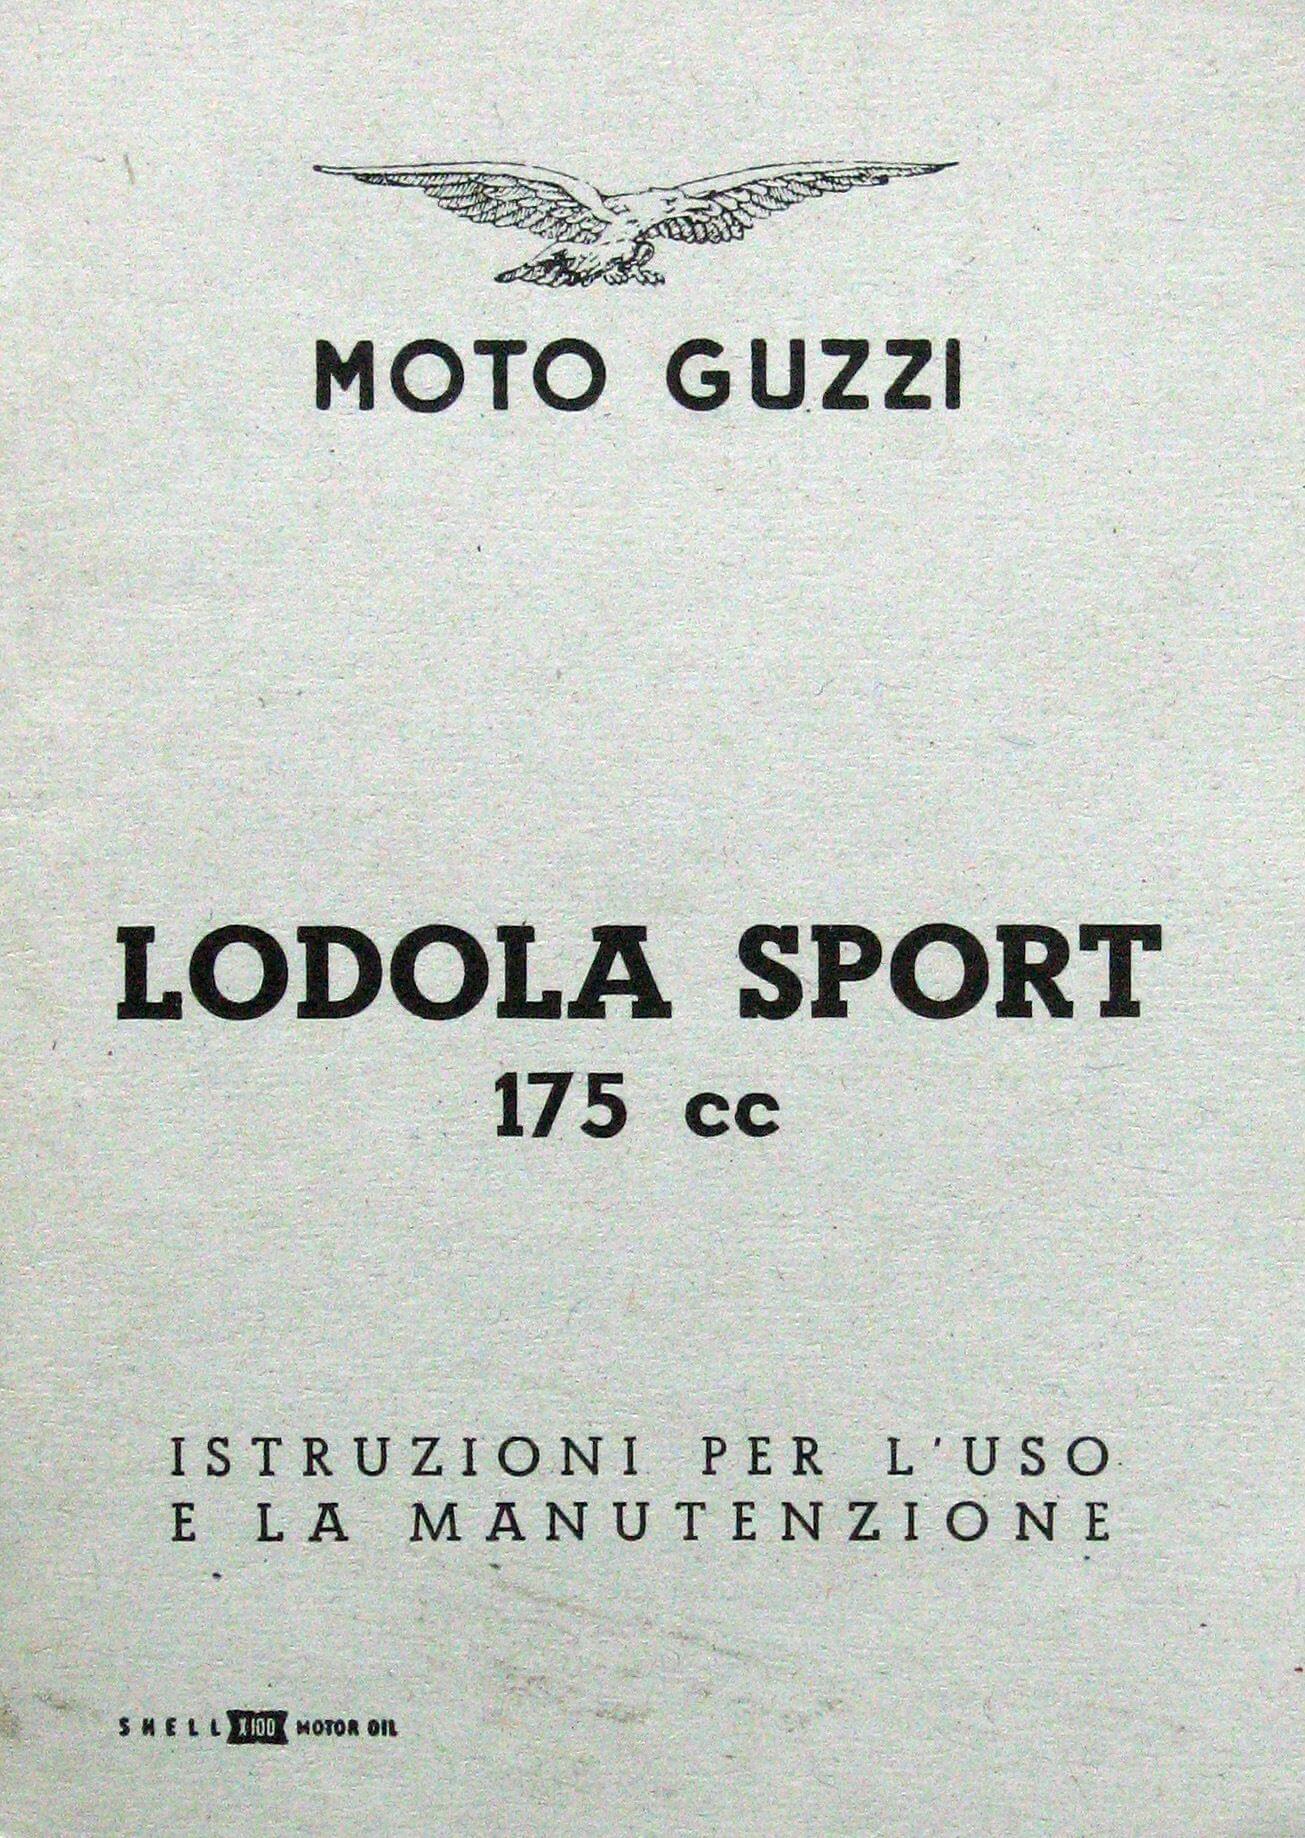 MOTO GUZZI
LODOLA SPORT
175 cc
ISTRUZIONI PER L'USO
E LA MANUTENZIONE
SHELL X100 MOTOR OIL